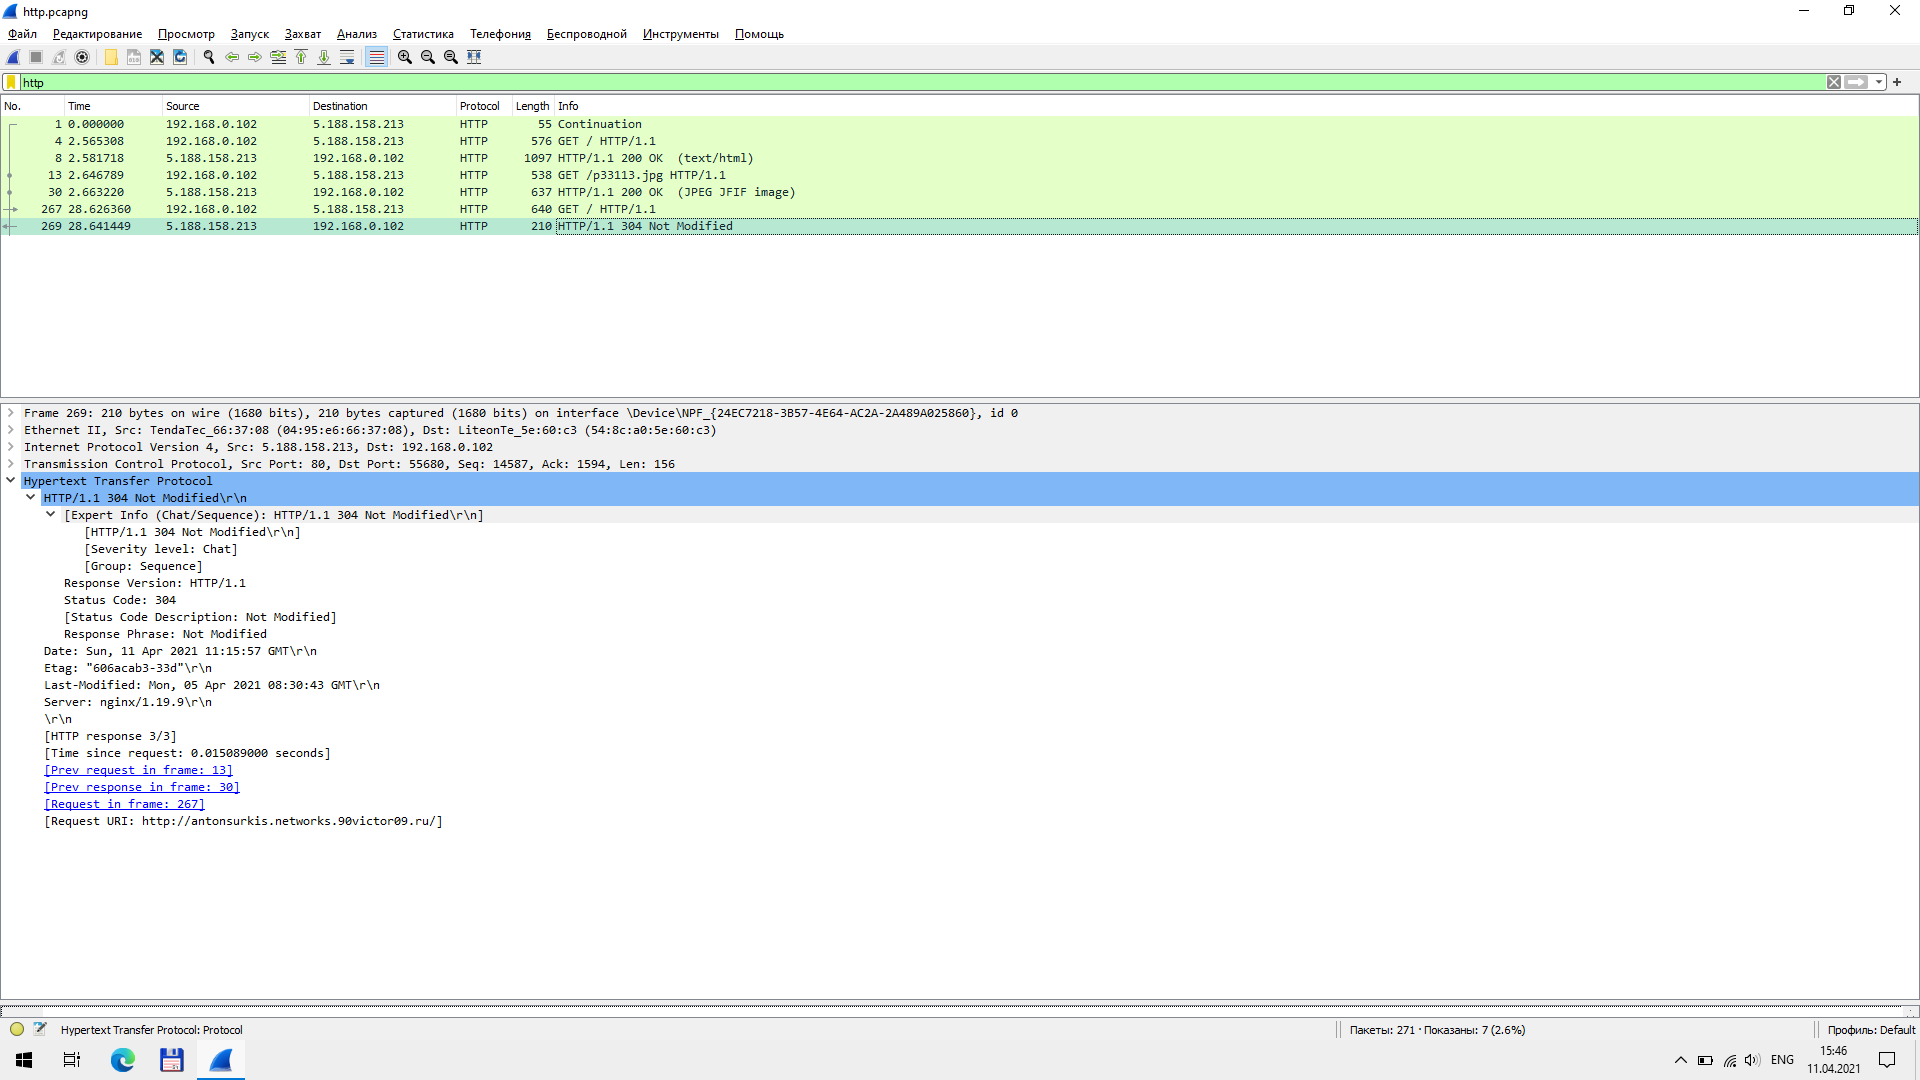 http.pcapng
Файл Редактирование Просмотр Запуск Захват Анализ Статистика Телефония Беспроводной Инструменты Помощь
http
No. Time Source Destination Protocol Length Info
1 0.000000 192.168.0.102 5.188.158.213 HTTP 55 Continuation
4 2.565308 192.168.0.102 5.188.158.213 HTTP 576 GET / HTTP/1.1
8 2.581718 5.188.158.213 192.168.0.102 HTTP 1097 HTTP/1.1 200 OK (text/html)
13 2.646789 192.168.0.102 5.188.158.213 HTTP 538 GET /p33113.jpg HTTP/1.1
30 2.663220 5.188.158.213 192.168.0.102 HTTP 637 HTTP/1.1 200 OK (JPEG JFIF image)
267 28.626360 192.168.0.102 5.188.158.213 HTTP 640 GET / HTTP/1.1
269 28.641449 5.188.158.213 192.168.0.102 HTTP 210 HTTP/1.1 304 Not Modified
Frame 269: 210 bytes on wire (1680 bits), 210 bytes captured (1680 bits) on interface \Device\NPF_{24EC7218-3B57-4E64-AC2A-2A489A025860}, id 0
Ethernet II, Src: TendaTec_66:37:08 (04:95:e6:66:37:08), Dst: LiteonTe_5e:60:c3 (54:8c:a0:5e:60:c3)
Internet Protocol Version 4, Src: 5.188.158.213, Dst: 192.168.0.102
Transmission Control Protocol, Src Port: 80, Dst Port: 55680, Seq: 14587, Ack: 1594, Len: 156
Hypertext Transfer Protocol
HTTP/1.1 304 Not Modified\r\n
[Expert Info (Chat/Sequence): HTTP/1.1 304 Not Modified\r\n]
[HTTP/1.1 304 Not Modified\r\n]
[Severity level: Chat]
[Group: Sequence]
Response Version: HTTP/1.1
Status Code: 304
[Status Code Description: Not Modified]
Response Phrase: Not Modified
Date: Sun, 11 Apr 2021 11:15:57 GMT\r\n
Etag: "606acab3-33d"\r\n
Last-Modified: Mon, 05 Apr 2021 08:30:43 GMT\r\n
Server: nginx/1.19.9\r\n
\r\n
[HTTP response 3/3]
[Time since request: 0.015089000 seconds]
[Prev request in frame: 13]
[Prev response in frame: 30]
[Request in frame: 267]
[Request URI: http://antonsurkis.networks.90victor09.ru/]
Hypertext Transfer Protocol: Protocol
Пакеты: 271 · Показаны: 7 (2.6%)
Профиль: Default
ENG
15:46
11.04.2021